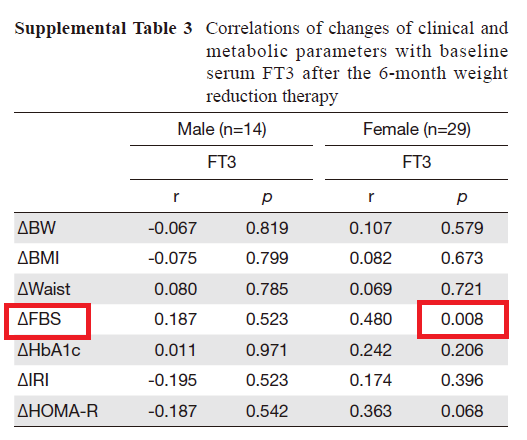 Supplemental Table 3 Correlations of changes of clinical and
metabolic parameters with baseline
serum FT3 after the 6-month weight
reduction therapy
Male (n=14) Female (n=29)
FT3 FT3
r p r p
ΔBW -0.067 0.819 0.107 0.579
ΔBMI -0.075 0.799 0.082 0.673
ΔWaist 0.080 0.785 0.069 0.721
ΔFBS 0.187 0.523 0.480 0.008
ΔHbA1c 0.011 0.971 0.242 0.206
ΔIRI -0.195 0.523 0.174 0.396
ΔHOMA-R -0.187 0.542 0.363 0.068